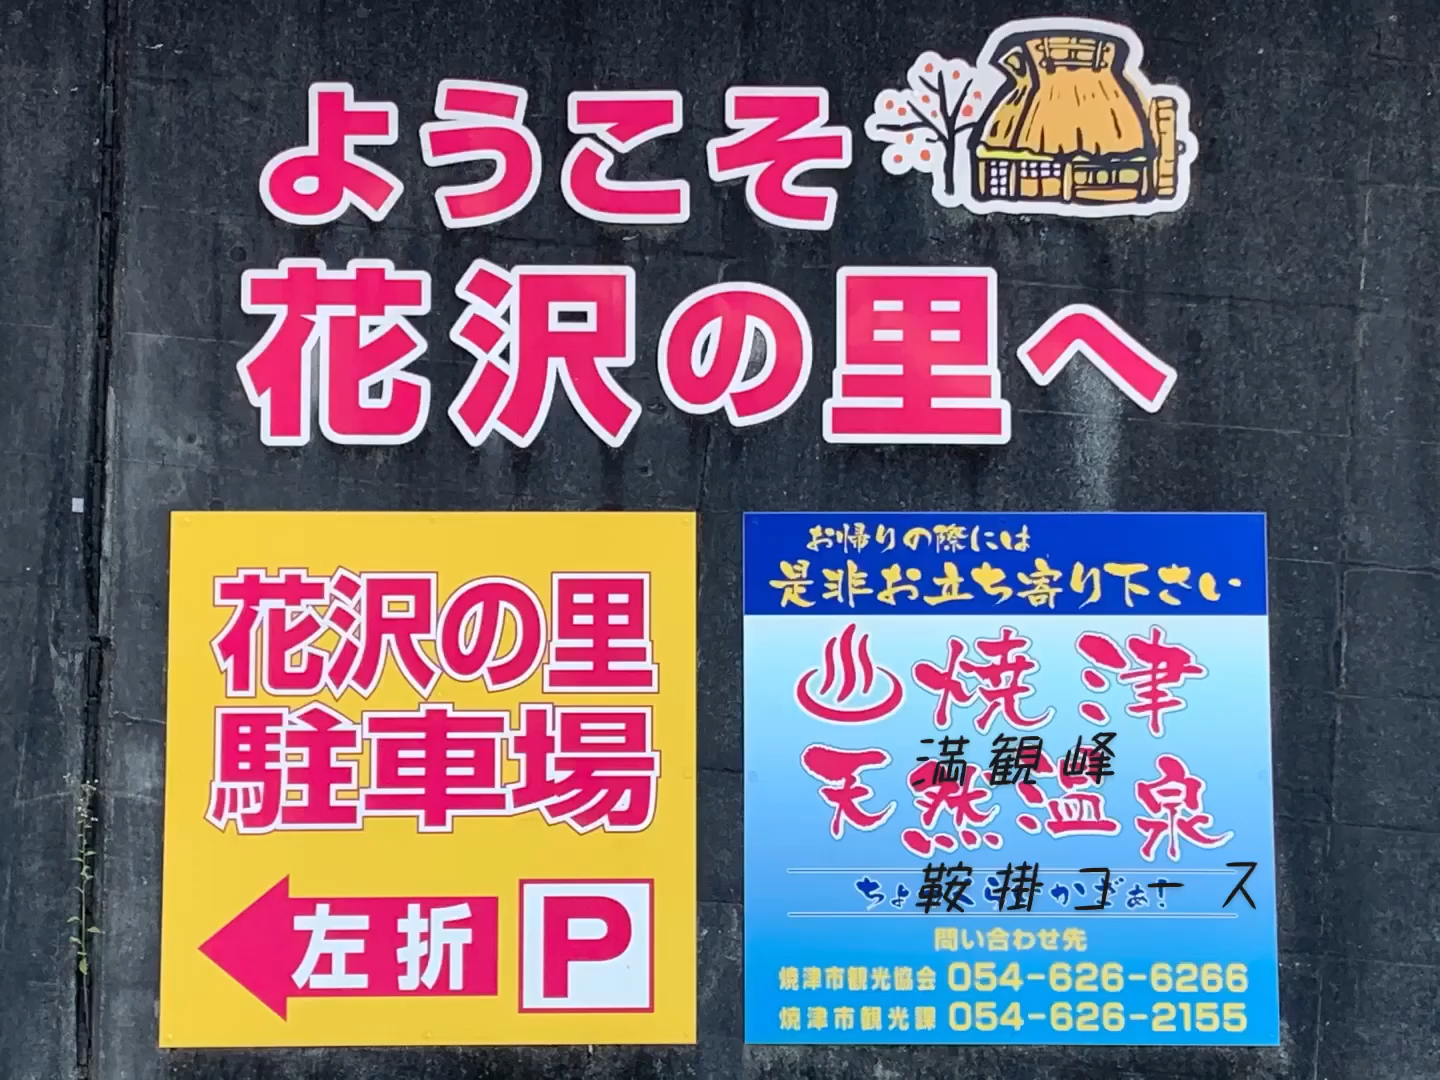 ようこそ
花沢の里へ
花沢の里
駐車場
左折
P
お帰りの際には
是非お立ち寄り下さい
焼津
天然温泉
満観峰
鞍掛コース
問い合わせ先
焼津市観光協会 054-626-6266
焼津市観光課 054-626-2155